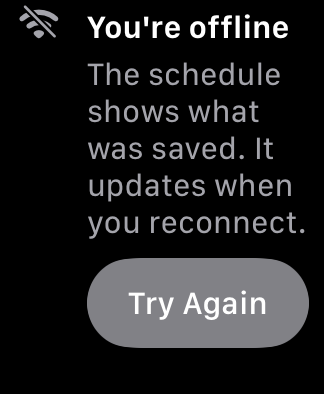 You're offline
The schedule
shows what
was saved. It
updates when
you reconnect.
Try Again